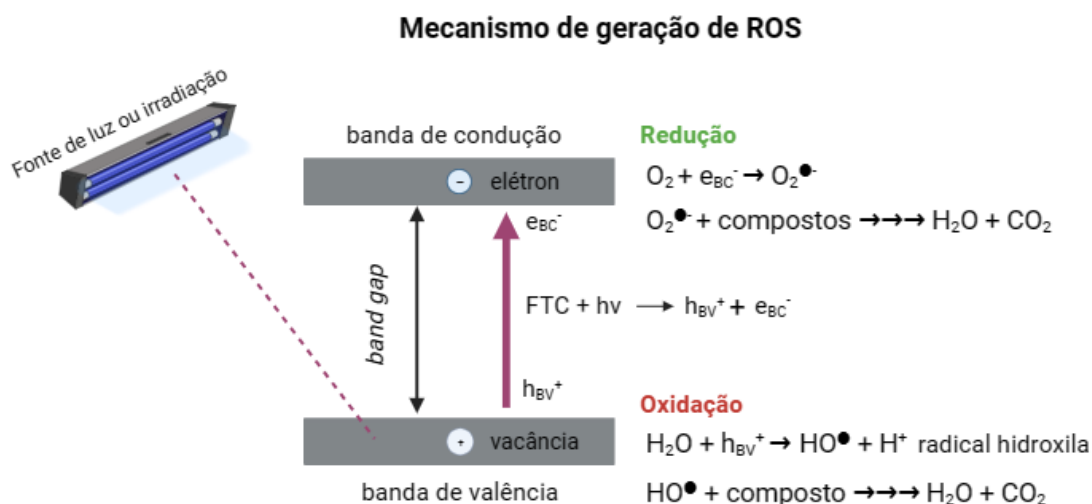 Mecanismo de geração de ROS
Fonte de luz ou irradiação
banda de condução
elétron
e_BC⁻
band gap
FTC + hv → h_BV⁺ + e_BC⁻
h_BV⁺
vacância
banda de valência
Redução
O₂ + e_BC⁻ → O₂●-
O₂●- + compostos →→→ H₂O + CO₂
Oxidação
H₂O + h_BV⁺ → HO● + H⁺ radical hidroxila
HO● + composto →→→ H₂O + CO₂